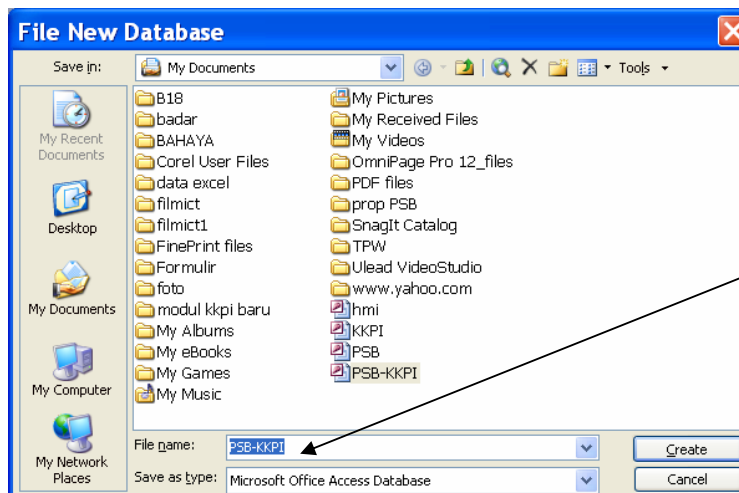 File New Database
Save in:
My Documents
Tools
My Recent
Documents
Desktop
My Documents
My Computer
My Network
Places
B18
badar
BAHAYA
Corel User Files
data excel
filmict
filmict1
FinePrint files
Formulir
foto
modul kkpi baru
My Albums
My eBooks
My Games
My Music
My Pictures
My Received Files
My Videos
OmniPage Pro 12_files
PDF files
prop PSB
SnagIt Catalog
TPW
Ulead VideoStudio
www.yahoo.com
hmi
KKPI
PSB
PSB-KKPI
File name:
PSB-KKPI
Create
Save as type:
Microsoft Office Access Database
Cancel